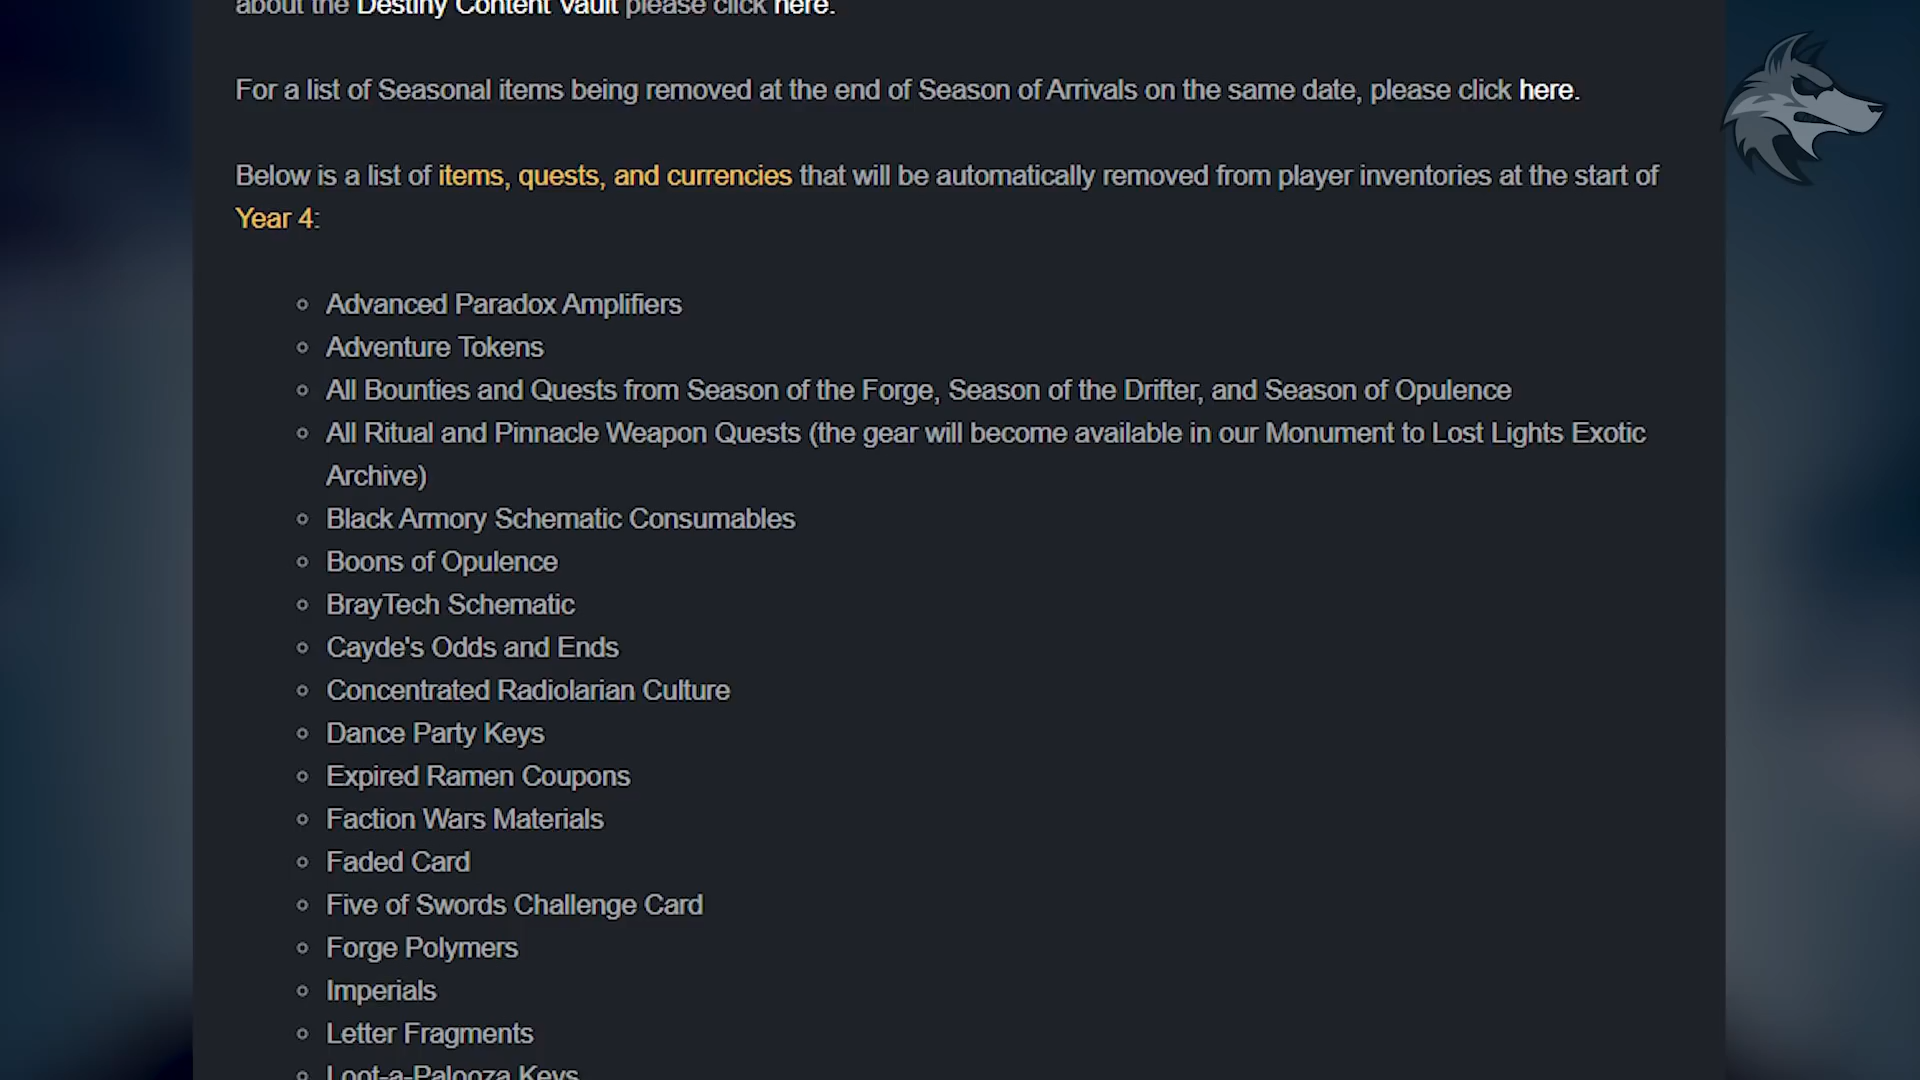 about the Destiny Content Vault please click here.
For a list of Seasonal items being removed at the end of Season of Arrivals on the same date, please click here.
Below is a list of items, quests, and currencies that will be automatically removed from player inventories at the start of
Year 4:
Advanced Paradox Amplifiers
Adventure Tokens
All Bounties and Quests from Season of the Forge, Season of the Drifter, and Season of Opulence
All Ritual and Pinnacle Weapon Quests (the gear will become available in our Monument to Lost Lights Exotic
Archive)
Black Armory Schematic Consumables
Boons of Opulence
BrayTech Schematic
Cayde's Odds and Ends
Concentrated Radiolarian Culture
Dance Party Keys
Expired Ramen Coupons
Faction Wars Materials
Faded Card
Five of Swords Challenge Card
Forge Polymers
Imperials
Letter Fragments
Loot-a-Palooza Keys